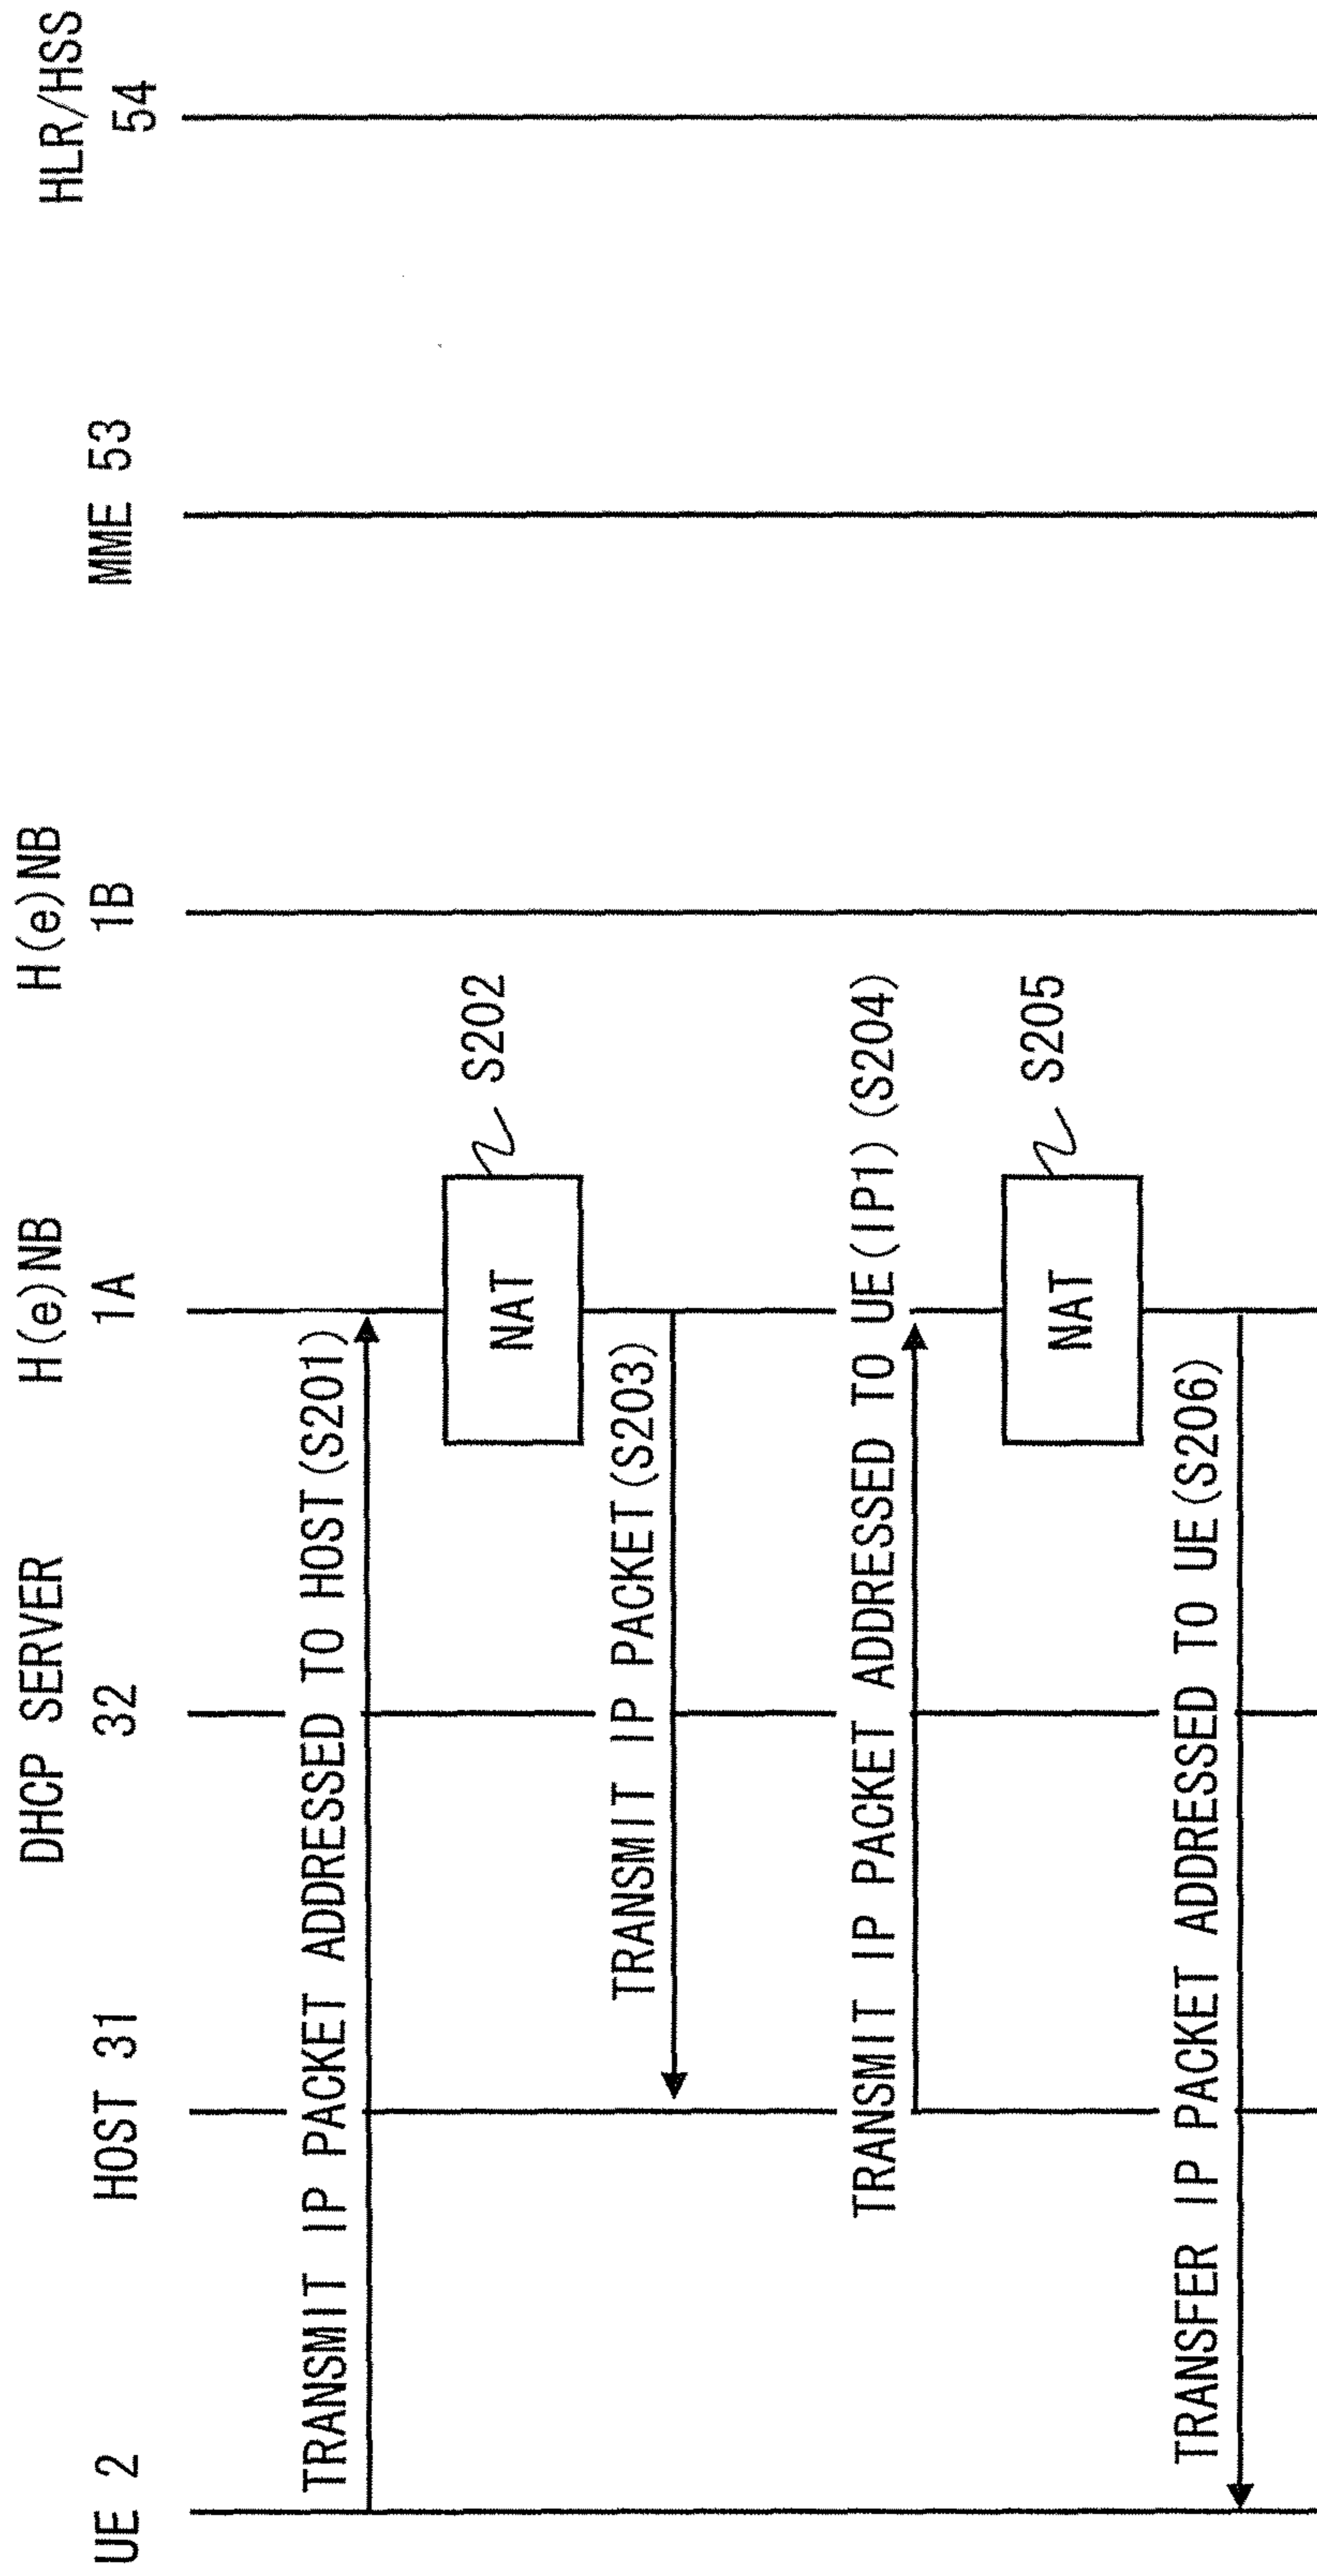 UE 2
HOST 31
DHCP SERVER
32
H(e)NB
1A
H(e)NB
1B
MME 53
HLR/HSS
54
TRANSMIT IP PACKET ADDRESSED TO HOST(S201)
NAT
S202
TRANSMIT IP PACKET(S203)
TRANSMIT IP PACKET ADDRESSED TO UE(IP1)(S204)
NAT
S205
TRANSFER IP PACKET ADDRESSED TO UE(S206)